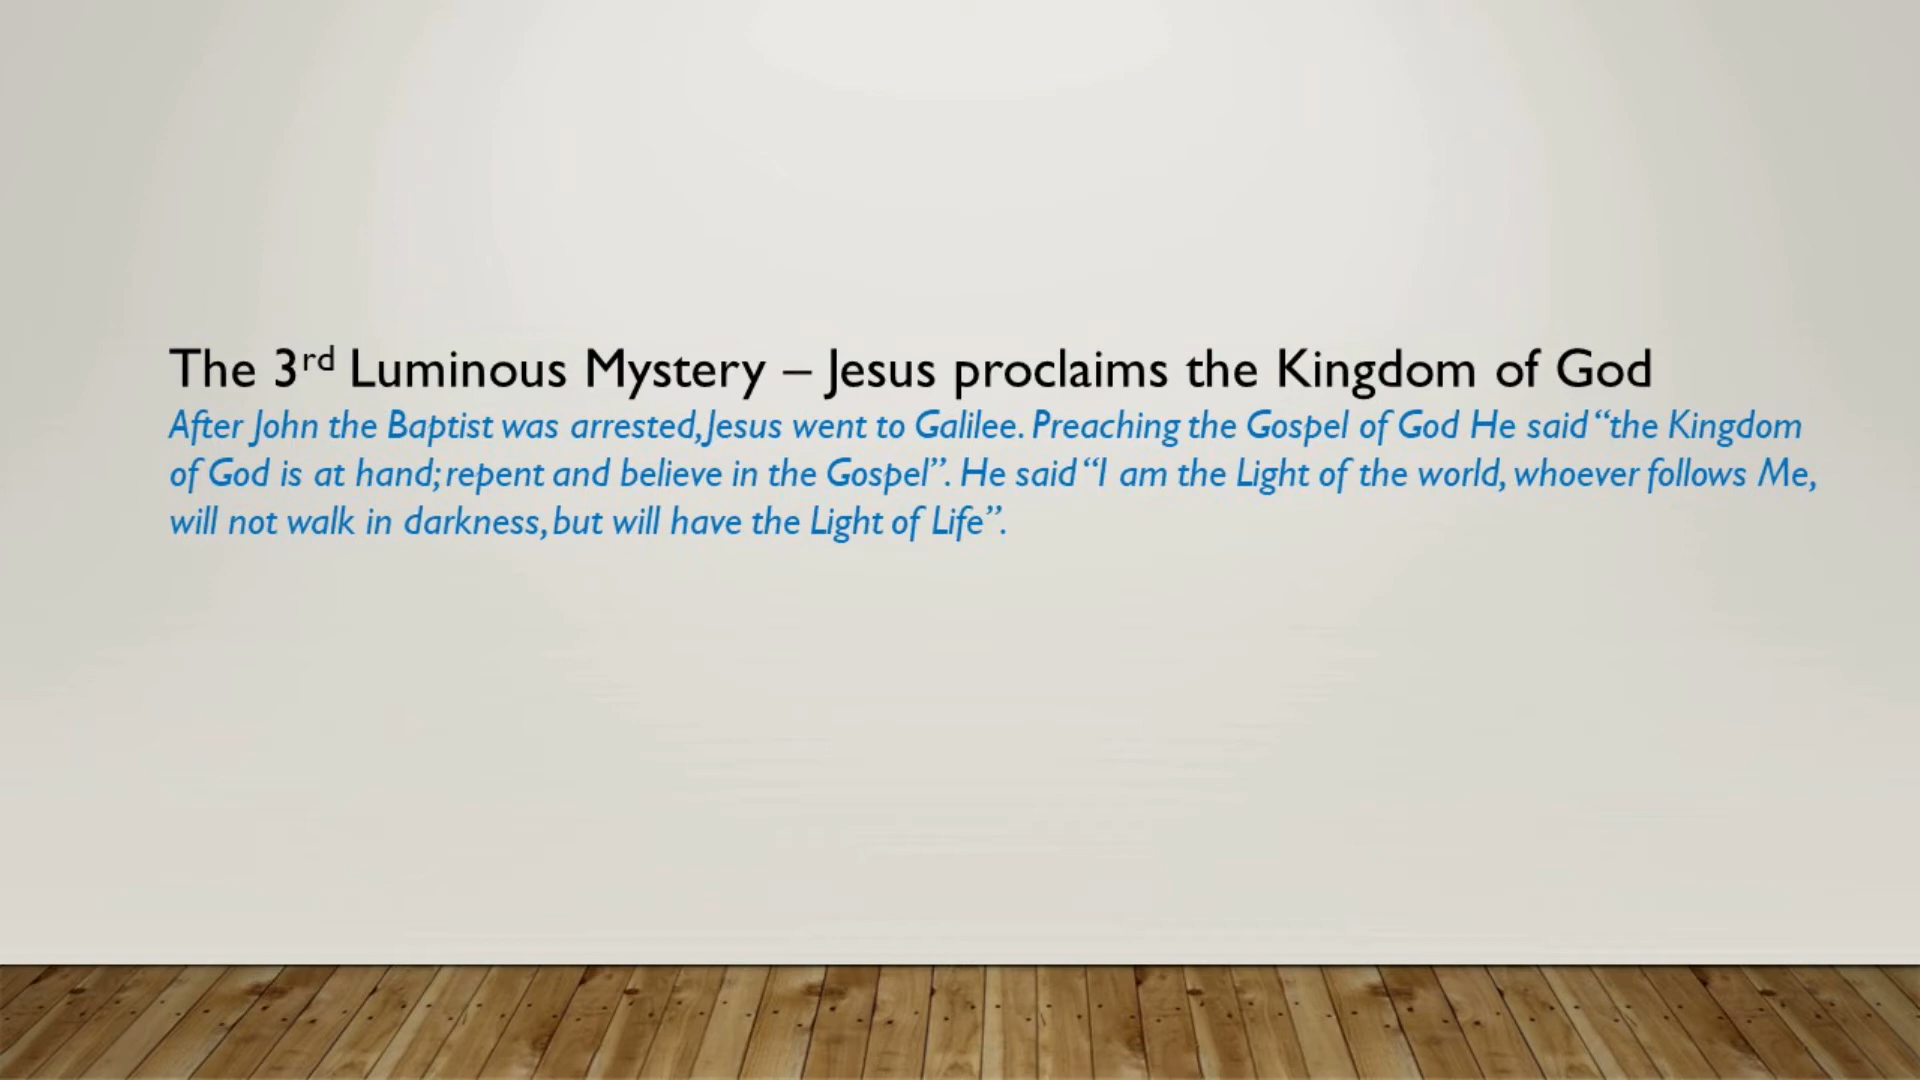 The 3rd Luminous Mystery – Jesus proclaims the Kingdom of God
After John the Baptist was arrested, Jesus went to Galilee. Preaching the Gospel of God He said “the Kingdom
of God is at hand; repent and believe in the Gospel”. He said “I am the Light of the world, whoever follows Me,
will not walk in darkness, but will have the Light of Life”.